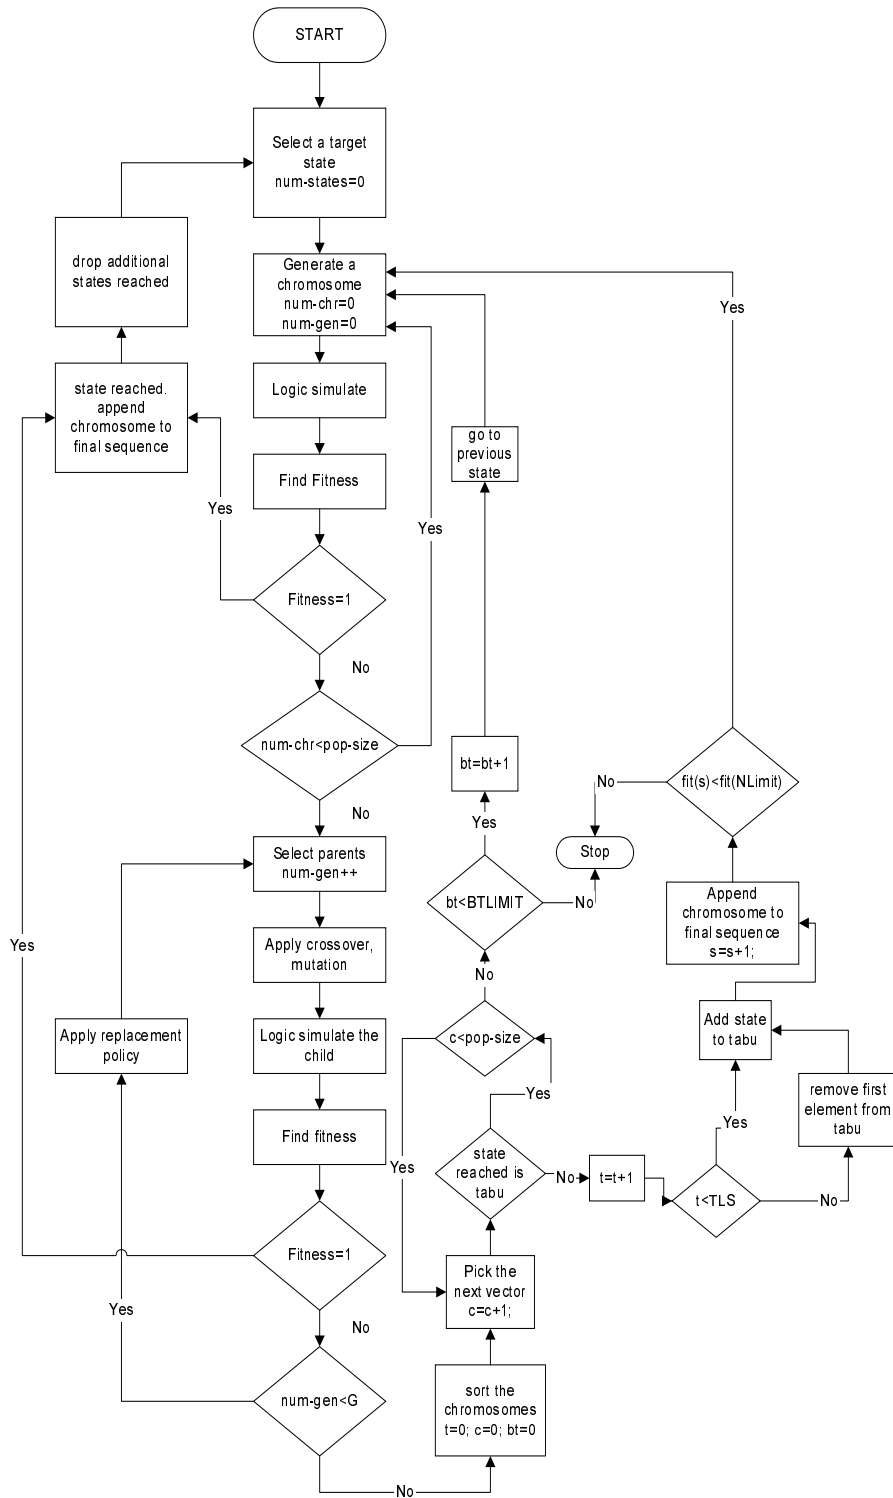 START
Select a target
state
num-states=0
drop additional
states reached
Generate a
chromosome
num-chr=0
num-gen=0
Yes
state reached.
append
chromosome to
final sequence
Logic simulate
go to
previous
state
Find Fitness
Yes
Yes
Fitness=1
No
num-chr<pop-size
bt=bt+1
fit(s)<fit(NLimit)
No
No
Yes
Stop
Select parents
num-gen++
bt<BTLIMIT
No
Append
chromosome to
final sequence
s=s+1;
Yes
Apply crossover,
mutation
No
Apply replacement
policy
Logic simulate the
child
c<pop-size
Add state
to tabu
Yes
remove first
element from
tabu
Find fitness
Yes
Yes
state
reached is
tabu
No
t=t+1
t<TLS
No
Fitness=1
Pick the
next vector
c=c+1;
Yes
No
num-gen<G
sort the
chromosomes
t=0; c=0; bt=0
No